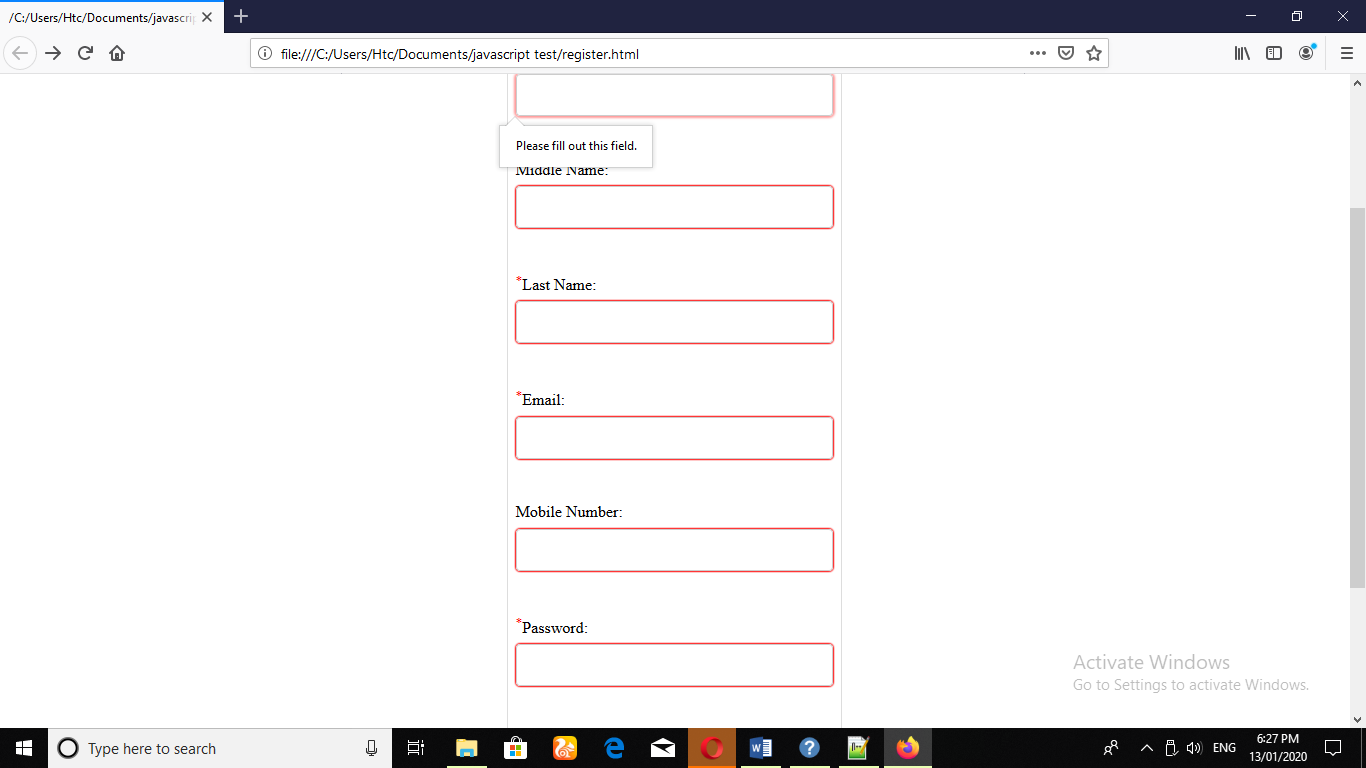 /C:/Users/Htc/Documents/javascrip
file:///C:/Users/Htc/Documents/javascript test/register.html
Please fill out this field.
Middle Name:
*Last Name:
*Email:
Mobile Number:
*Password:
Activate Windows
Go to Settings to activate Windows.
Type here to search
ENG
6:27 PM
13/01/2020